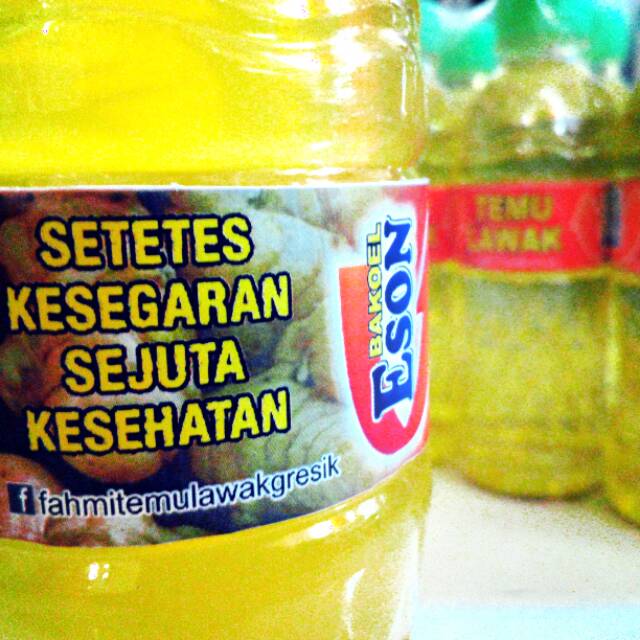 SETETES
KESEGARAN
SEJUTA
KESEHATAN
f fahmitemulawakgresik
BAKOEL
ESON
TEMU
LAWAK